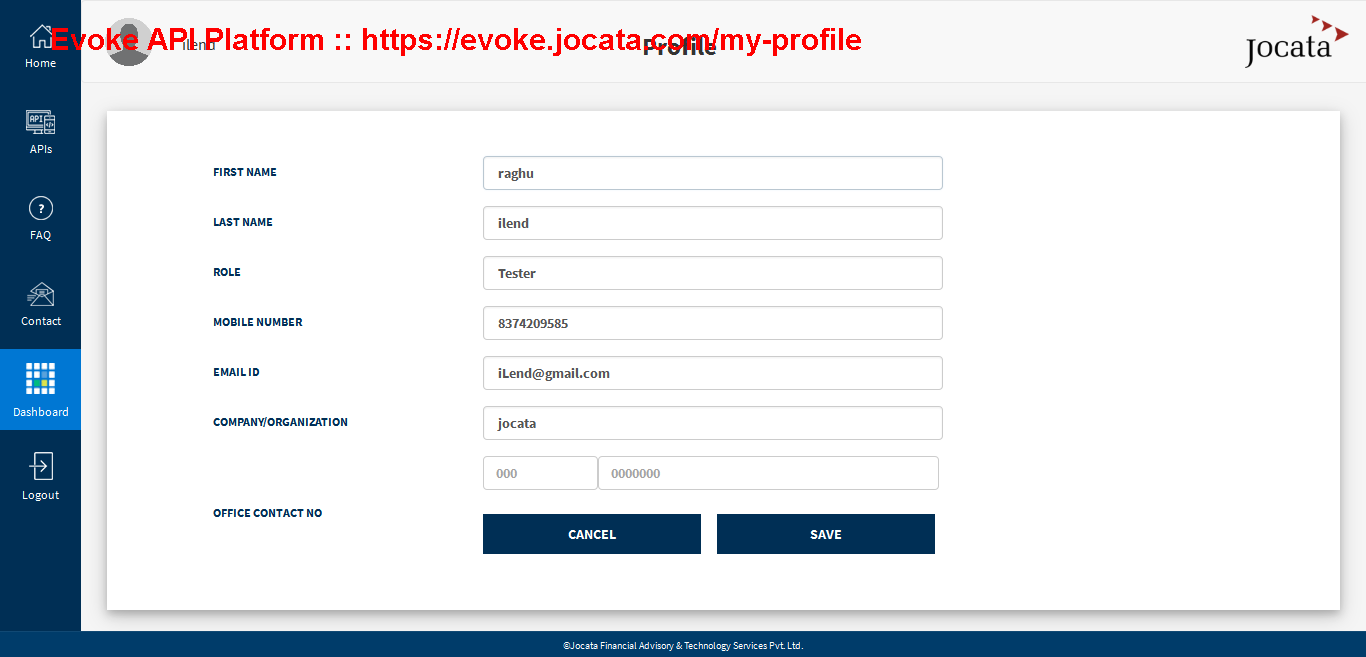 Evoke API Platform :: https://evoke.jocata.com/my-profile
ilend
Profile
Jocata
Home
API
APIs
?
FAQ
Contact
Dashboard
Logout
FIRST NAME raghu
LAST NAME ilend
ROLE Tester
MOBILE NUMBER 8374209585
EMAIL ID iLend@gmail.com
COMPANY/ORGANIZATION jocata
000 0000000
OFFICE CONTACT NO
CANCEL SAVE
©Jocata Financial Advisory & Technology Services Pvt. Ltd.